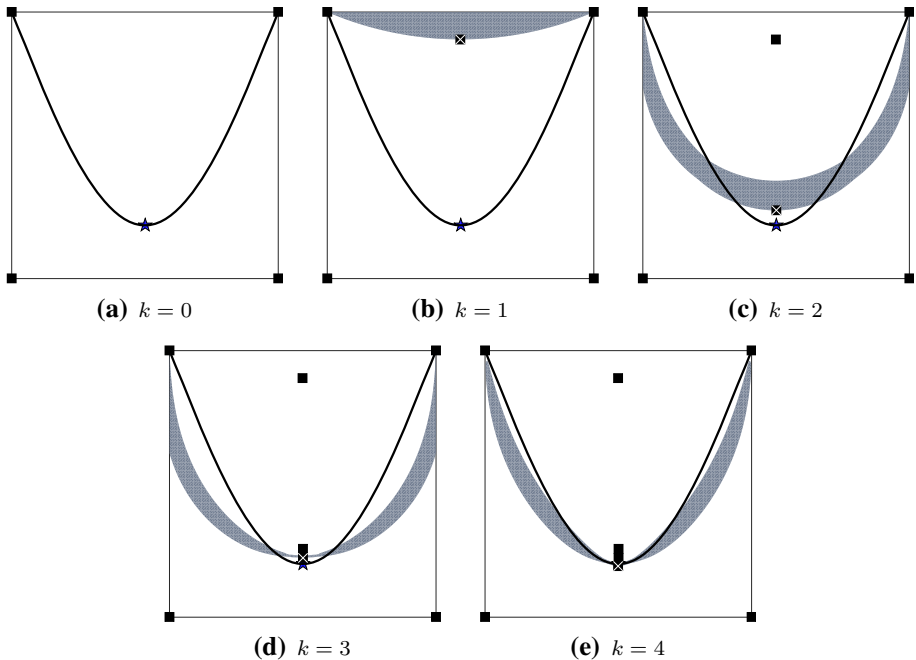 (a) k = 0
(b) k = 1
(c) k = 2
(d) k = 3
(e) k = 4